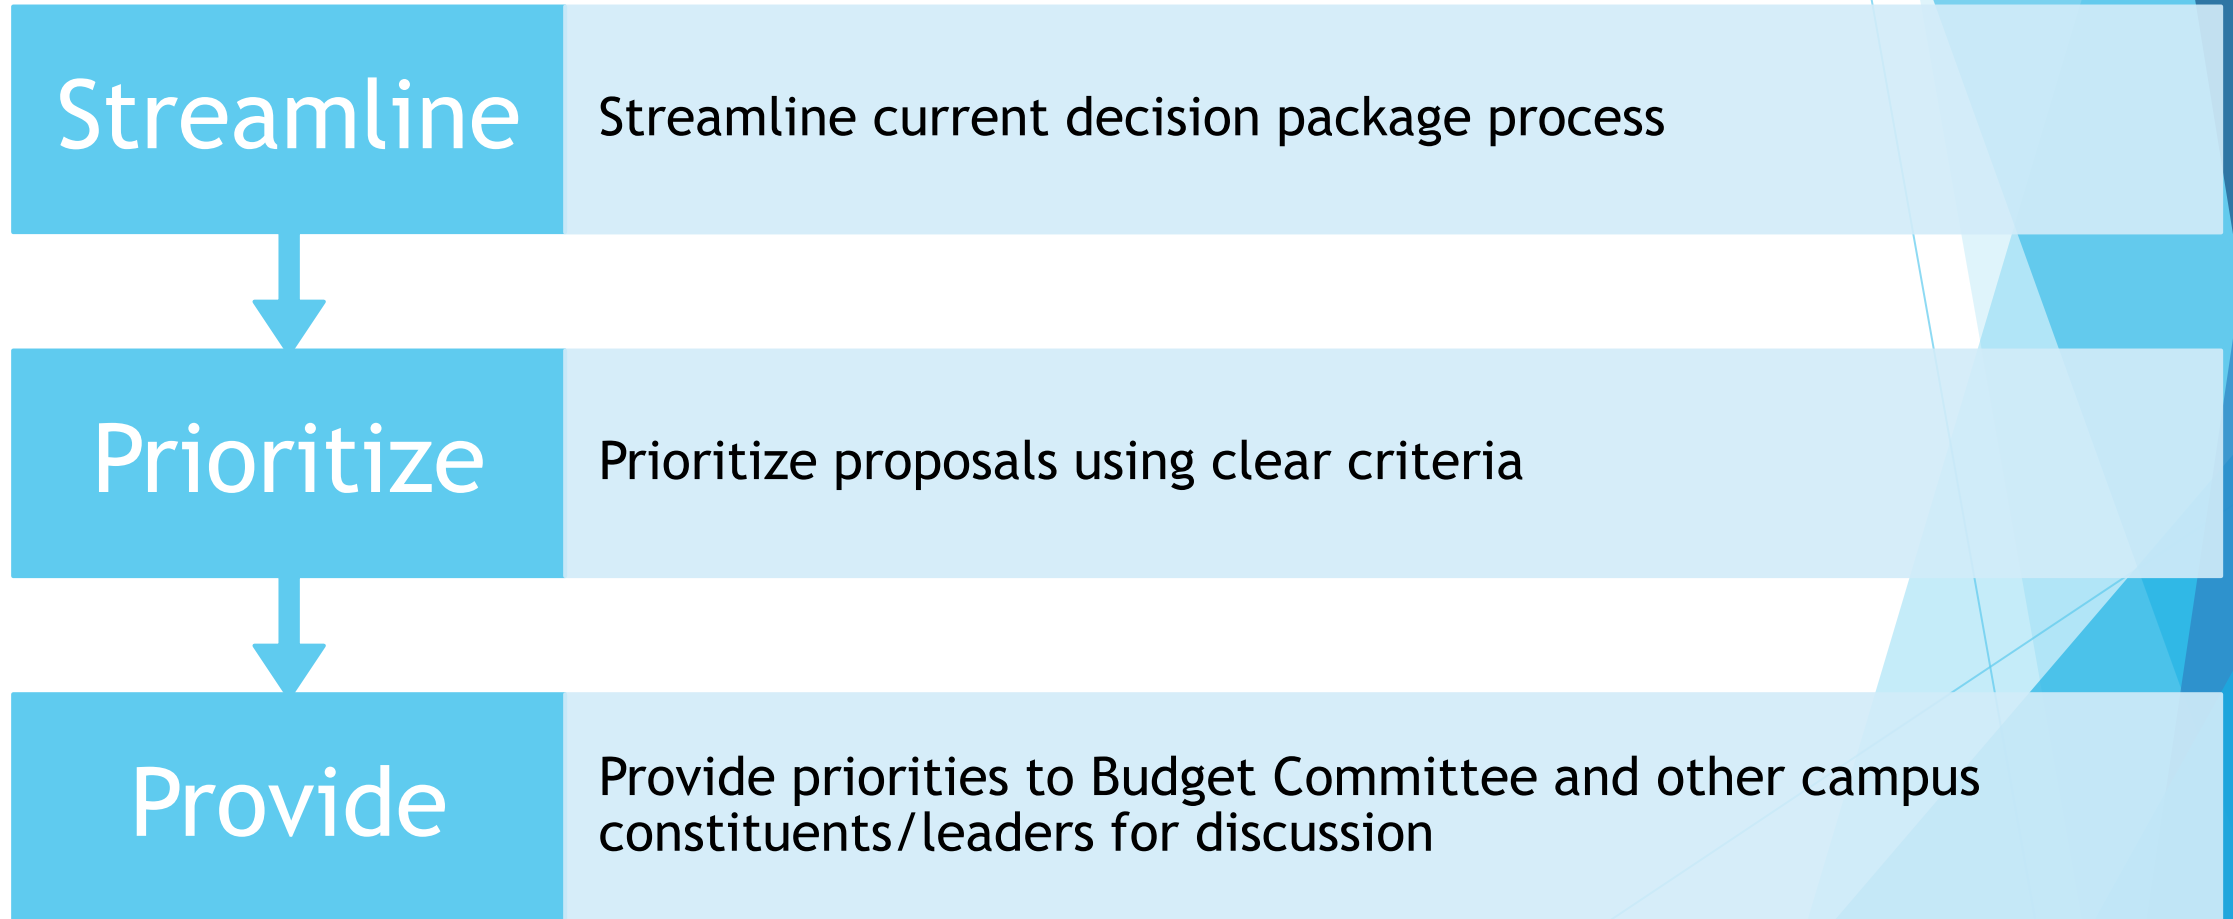 Streamline
Streamline current decision package process
Prioritize
Prioritize proposals using clear criteria
Provide
Provide priorities to Budget Committee and other campus
constituents/leaders for discussion